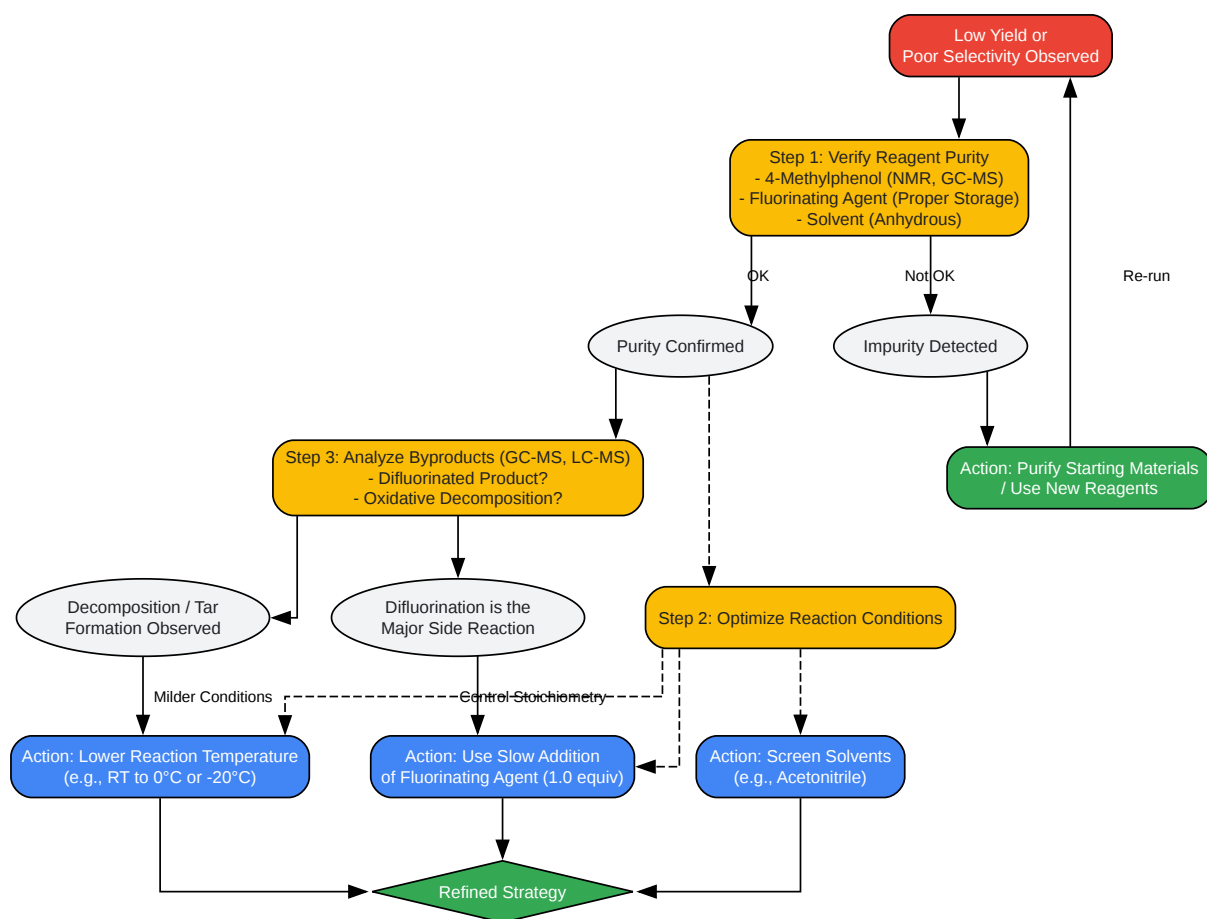 Low Yield or
Poor Selectivity Observed
Step 1: Verify Reagent Purity
- 4-Methylphenol (NMR, GC-MS)
- Fluorinating Agent (Proper Storage)
- Solvent (Anhydrous)
OK
Not OK
Re-run
Purity Confirmed
Impurity Detected
Step 3: Analyze Byproducts (GC-MS, LC-MS)
- Difluorinated Product?
- Oxidative Decomposition?
Action: Purify Starting Materials
/ Use New Reagents
Decomposition / Tar
Formation Observed
Difluorination is the
Major Side Reaction
Step 2: Optimize Reaction Conditions
Milder Conditions
Control Stoichiometry
Action: Lower Reaction Temperature
(e.g., RT to 0°C or -20°C)
Action: Use Slow Addition
of Fluorinating Agent (1.0 equiv)
Action: Screen Solvents
(e.g., Acetonitrile)
Refined Strategy